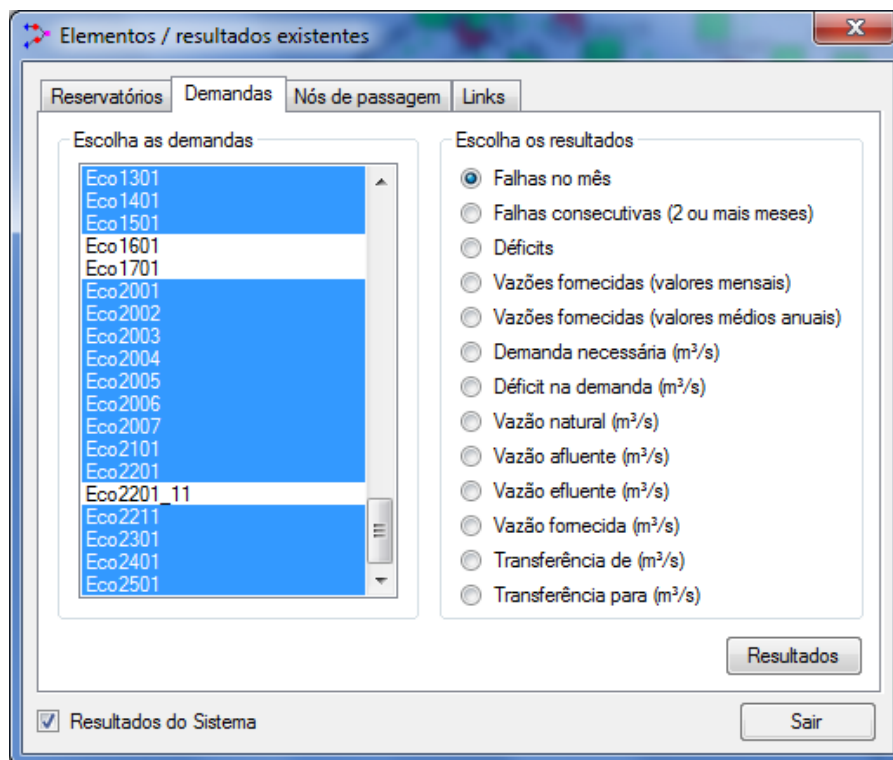 Elementos / resultados existentes
X
Reservatórios Demandas Nós de passagem Links
Escolha as demandas
Eco1301
Eco1401
Eco1501
Eco1601
Eco1701
Eco2001
Eco2002
Eco2003
Eco2004
Eco2005
Eco2006
Eco2007
Eco2101
Eco2201
Eco2201_11
Eco2211
Eco2301
Eco2401
Eco2501
Escolha os resultados
Falhas no mês
Falhas consecutivas (2 ou mais meses)
Déficits
Vazões fornecidas (valores mensais)
Vazões fornecidas (valores médios anuais)
Demanda necessária (m³/s)
Déficit na demanda (m³/s)
Vazão natural (m³/s)
Vazão afluente (m³/s)
Vazão efluente (m³/s)
Vazão fornecida (m³/s)
Transferência de (m³/s)
Transferência para (m³/s)
Resultados
Resultados do Sistema
Sair